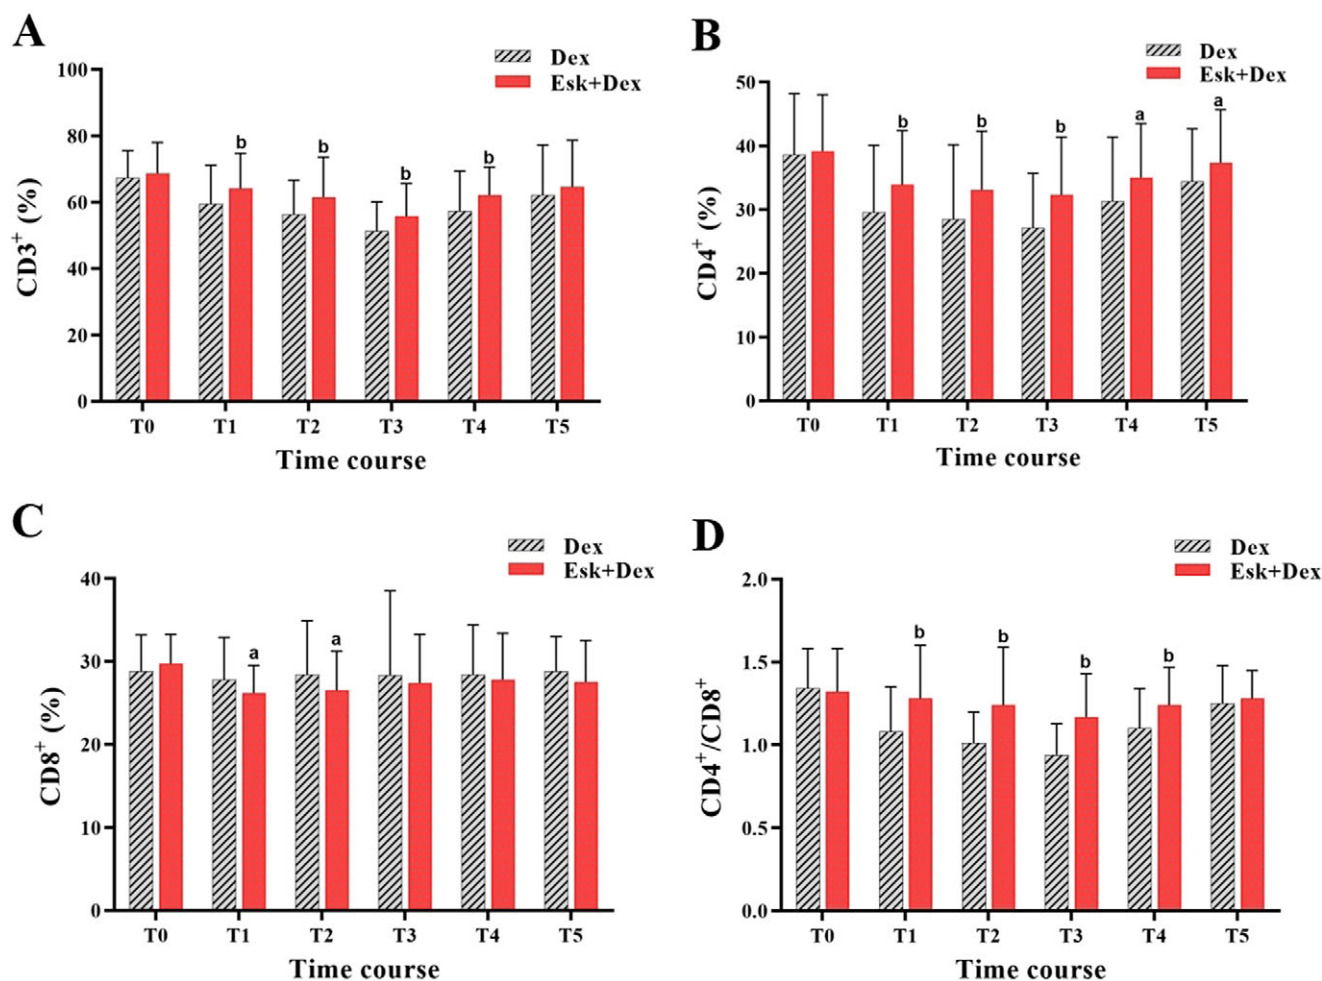 A
Dex
Esk+Dex
100
80
60
40
20
0
CD3+ (%)
b
b
b
b
T0 T1 T2 T3 T4 T5
Time course
B
Dex
Esk+Dex
50
40
30
20
10
0
CD4+ (%)
b
b
b
a
a
T0 T1 T2 T3 T4 T5
Time course
C
Dex
Esk+Dex
40
30
20
10
0
CD8+ (%)
a
a
T0 T1 T2 T3 T4 T5
Time course
D
Dex
Esk+Dex
2.0
1.5
1.0
0.5
0.0
CD4+/CD8+
b
b
b
b
T0 T1 T2 T3 T4 T5
Time course